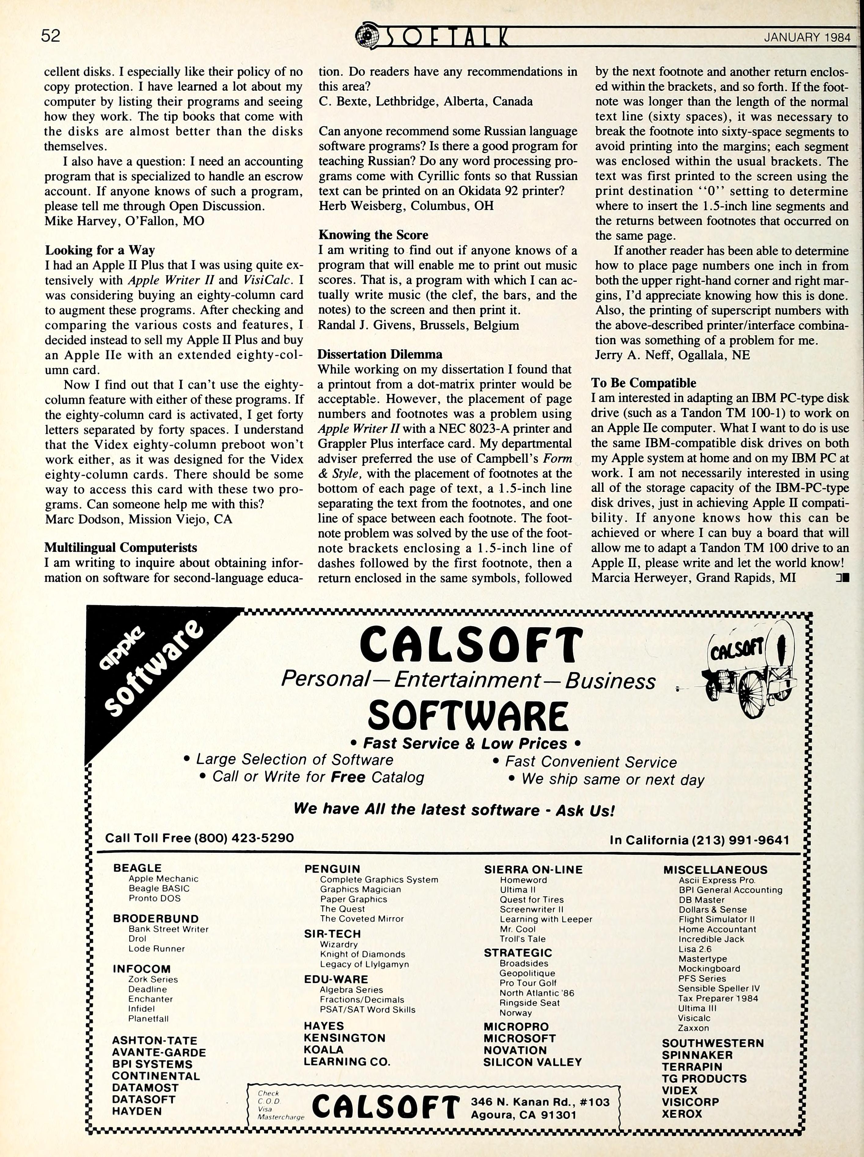 52
SOFTALK
JANUARY 1984
cellent disks. I especially like their policy of no
copy protection. I have learned a lot about my
computer by listing their programs and seeing
how they work. The tip books that come with
the disks are almost better than the disks
themselves.
I also have a question: I need an accounting
program that is specialized to handle an escrow
account. If anyone knows of such a program,
please tell me through Open Discussion.
Mike Harvey, O'Fallon, MO
Looking for a Way
I had an Apple II Plus that I was using quite ex-
tensively with Apple Writer II and VisiCalc. I
was considering buying an eighty-column card
to augment these programs. After checking and
comparing the various costs and features, I
decided instead to sell my Apple II Plus and buy
an Apple IIe with an extended eighty-col-
umn card.
Now I find out that I can't use the eighty-
column feature with either of these programs. If
the eighty-column card is activated, I get forty
letters separated by forty spaces. I understand
that the Videx eighty-column preboot won't
work either, as it was designed for the Videx
eighty-column cards. There should be some
way to access this card with these two pro-
grams. Can someone help me with this?
Marc Dodson, Mission Viejo, CA
Multilingual Computerists
I am writing to inquire about obtaining infor-
mation on software for second-language educa-
tion. Do readers have any recommendations in
this area?
C. Bexte, Lethbridge, Alberta, Canada
Can anyone recommend some Russian language
software programs? Is there a good program for
teaching Russian? Do any word processing pro-
grams come with Cyrillic fonts so that Russian
text can be printed on an Okidata 92 printer?
Herb Weisberg, Columbus, OH
Knowing the Score
I am writing to find out if anyone knows of a
program that will enable me to print out music
scores. That is, a program with which I can ac-
tually write music (the clef, the bars, and the
notes) to the screen and then print it.
Randal J. Givens, Brussels, Belgium
Dissertation Dilemma
While working on my dissertation I found that
a printout from a dot-matrix printer would be
acceptable. However, the placement of page
numbers and footnotes was a problem using
Apple Writer II with a NEC 8023-A printer and
Grappler Plus interface card. My departmental
adviser preferred the use of Campbell's Form
& Style, with the placement of footnotes at the
bottom of each page of text, a 1.5-inch line
separating the text from the footnotes, and one
line of space between each footnote. The foot-
note problem was solved by the use of the foot-
note brackets enclosing a 1.5-inch line of
dashes followed by the first footnote, then a
return enclosed in the same symbols, followed
by the next footnote and another return enclos-
ed within the brackets, and so forth. If the foot-
note was longer than the length of the normal
text line (sixty spaces), it was necessary to
break the footnote into sixty-space segments to
avoid printing into the margins; each segment
was enclosed within the usual brackets. The
text was first printed to the screen using the
print destination "0" setting to determine
where to insert the 1.5-inch line segments and
the returns between footnotes that occurred on
the same page.
If another reader has been able to determine
how to place page numbers one inch in from
both the upper right-hand corner and right mar-
gins, I'd appreciate knowing how this is done.
Also, the printing of superscript numbers with
the above-described printer/interface combina-
tion was something of a problem for me.
Jerry A. Neff, Ogallala, NE
To Be Compatible
I am interested in adapting an IBM PC-type disk
drive (such as a Tandon TM 100-1) to work on
an Apple IIe computer. What I want to do is use
the same IBM-compatible disk drives on both
my Apple system at home and on my IBM PC at
work. I am not necessarily interested in using
all of the storage capacity of the IBM-PC-type
disk drives, just in achieving Apple II compati-
bility. If anyone knows how this can be
achieved or where I can buy a board that will
allow me to adapt a Tandon TM 100 drive to an
Apple II, please write and let the world know!
Marcia Herweyer, Grand Rapids, MI
apple
software
CALSOFT
CALSOFT
Personal—Entertainment—Business
SOFTWARE
• Fast Service & Low Prices •
• Large Selection of Software
• Fast Convenient Service
• Call or Write for Free Catalog
• We ship same or next day
We have All the latest software - Ask Us!
Call Toll Free (800) 423-5290
In California (213) 991-9641
BEAGLE
Apple Mechanic
Beagle BASIC
Pronto DOS
BRODERBUND
Bank Street Writer
Drol
Lode Runner
INFOCOM
Zork Series
Deadline
Enchanter
Infidel
Planetfall
ASHTON-TATE
AVANTE-GARDE
BPI SYSTEMS
CONTINENTAL
DATAMOST
DATASOFT
HAYDEN
PENGUIN
Complete Graphics System
Graphics Magician
Paper Graphics
The Quest
The Coveted Mirror
SIR-TECH
Wizardry
Knight of Diamonds
Legacy of Llylgamyn
EDU-WARE
Algebra Series
Fractions/Decimals
PSAT/SAT Word Skills
HAYES
KENSINGTON
KOALA
LEARNING CO.
SIERRA ON-LINE
Homeword
Ultima II
Quest for Tires
Screenwriter II
Learning with Leeper
Mr. Cool
Troll's Tale
STRATEGIC
Broadsides
Geopolitique
Pro Tour Golf
North Atlantic '86
Ringside Seat
Norway
MICROPRO
MICROSOFT
NOVATION
SILICON VALLEY
MISCELLANEOUS
Ascii Express Pro.
BPI General Accounting
DB Master
Dollars & Sense
Flight Simulator II
Home Accountant
Incredible Jack
Lisa 2.6
Mastertype
Mockingboard
PFS Series
Sensible Speller IV
Tax Preparer 1984
Ultima III
Visicalc
Zaxxon
SOUTHWESTERN
SPINNAKER
TERRAPIN
TG PRODUCTS
VIDEX
VISICORP
XEROX
Check
C.O.D.
Visa
Mastercharge
CALSOFT
346 N. Kanan Rd., #103
Agoura, CA 91301